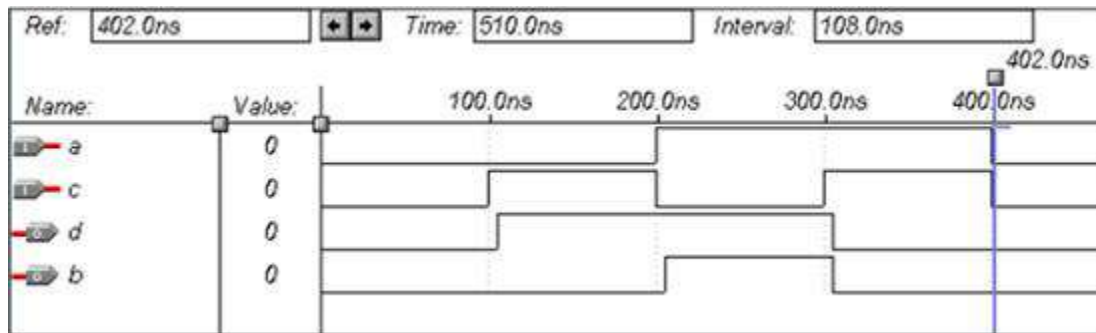 Ref: 402.0ns Time: 510.0ns Interval: 108.0ns
402.0ns
Name: Value: 100.0ns 200.0ns 300.0ns 400.0ns
a 0
c 0
d 0
b 0